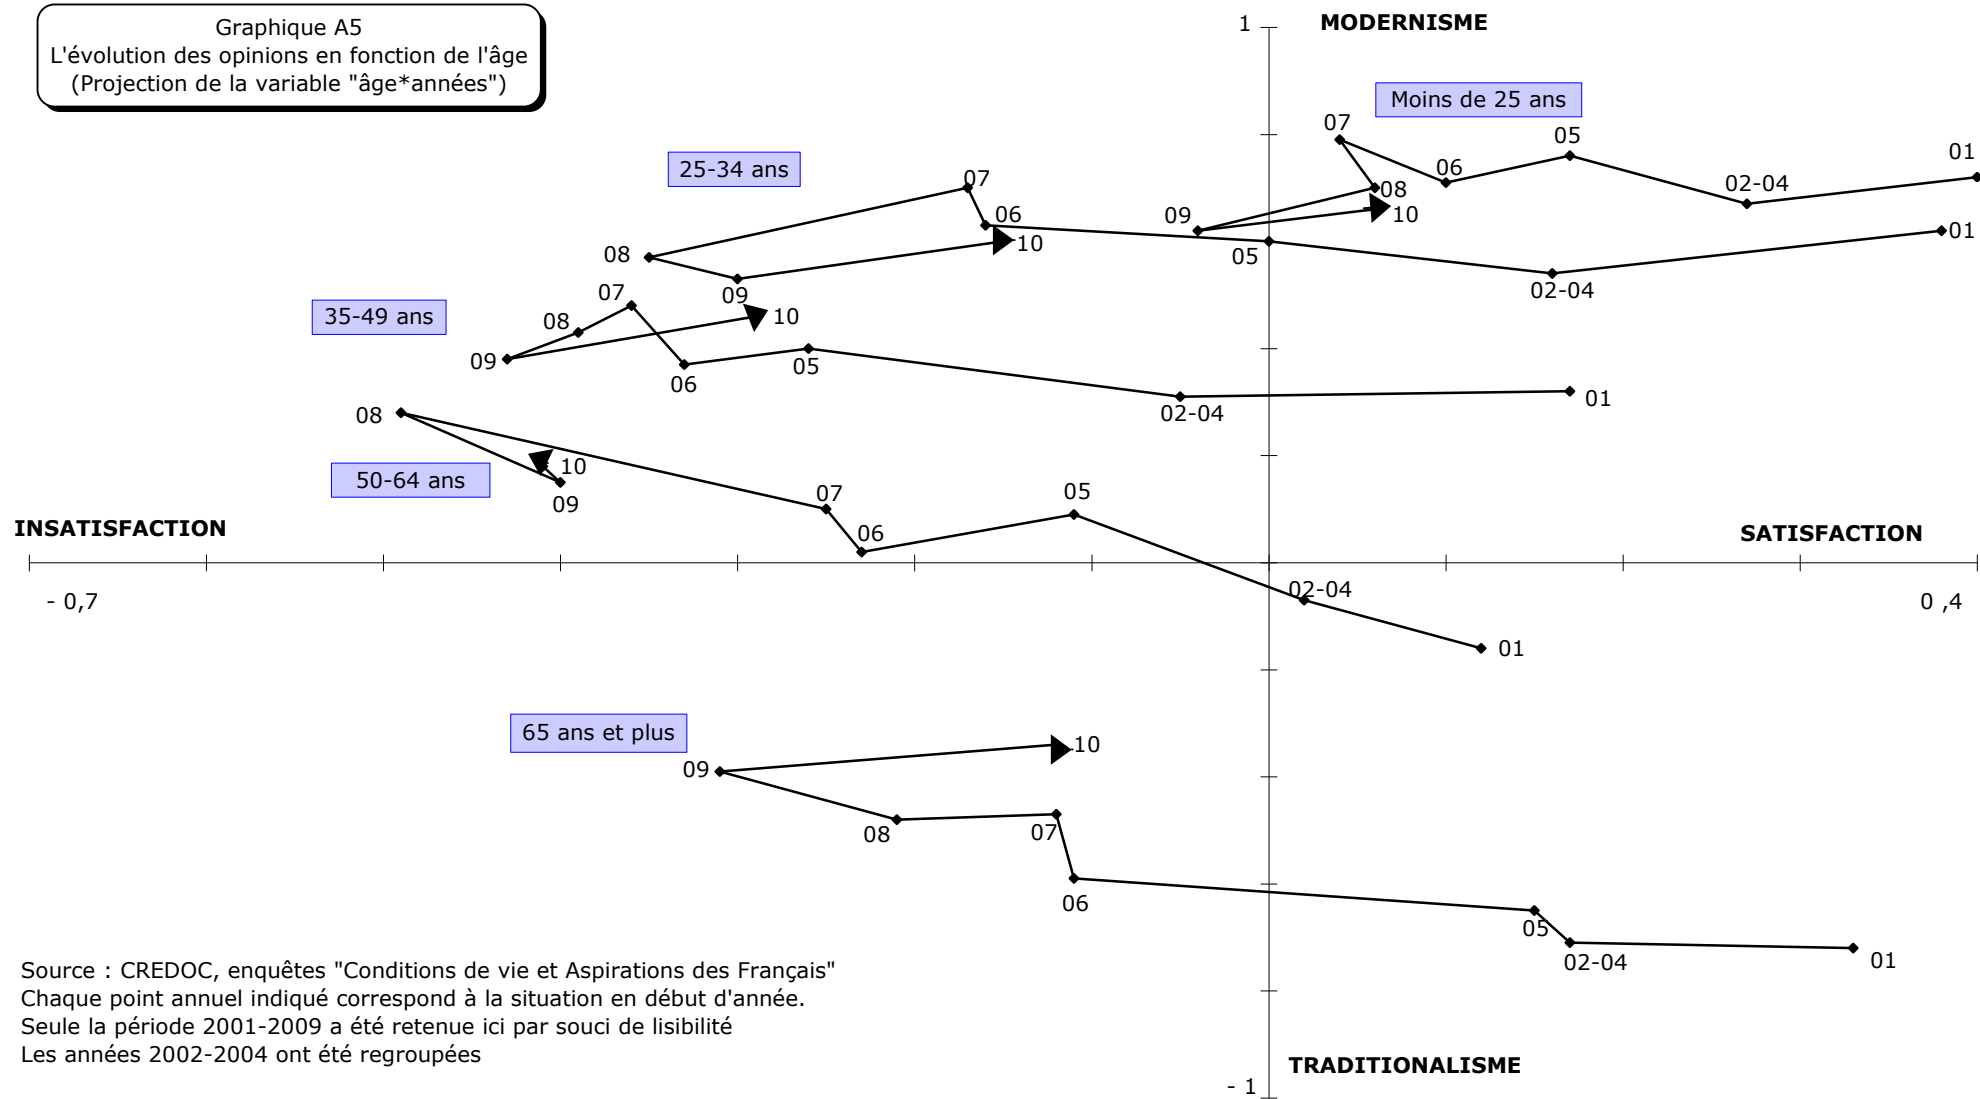 Graphique A5
L'évolution des opinions en fonction de l'âge
(Projection de la variable "âge*années")
1
MODERNISME
Moins de 25 ans
07
05
06
02-04
01
08
09
10
25-34 ans
07
06
10
08
09
05
02-04
01
35-49 ans
07
08
09
10
06
05
02-04
01
50-64 ans
08
10
09
07
06
05
02-04
01
INSATISFACTION
SATISFACTION
- 0,7
0 ,4
65 ans et plus
09
10
08
07
06
05
02-04
01
Source : CREDOC, enquêtes "Conditions de vie et Aspirations des Français"
Chaque point annuel indiqué correspond à la situation en début d'année.
Seule la période 2001-2009 a été retenue ici par souci de lisibilité
Les années 2002-2004 ont été regroupées
TRADITIONALISME
- 1